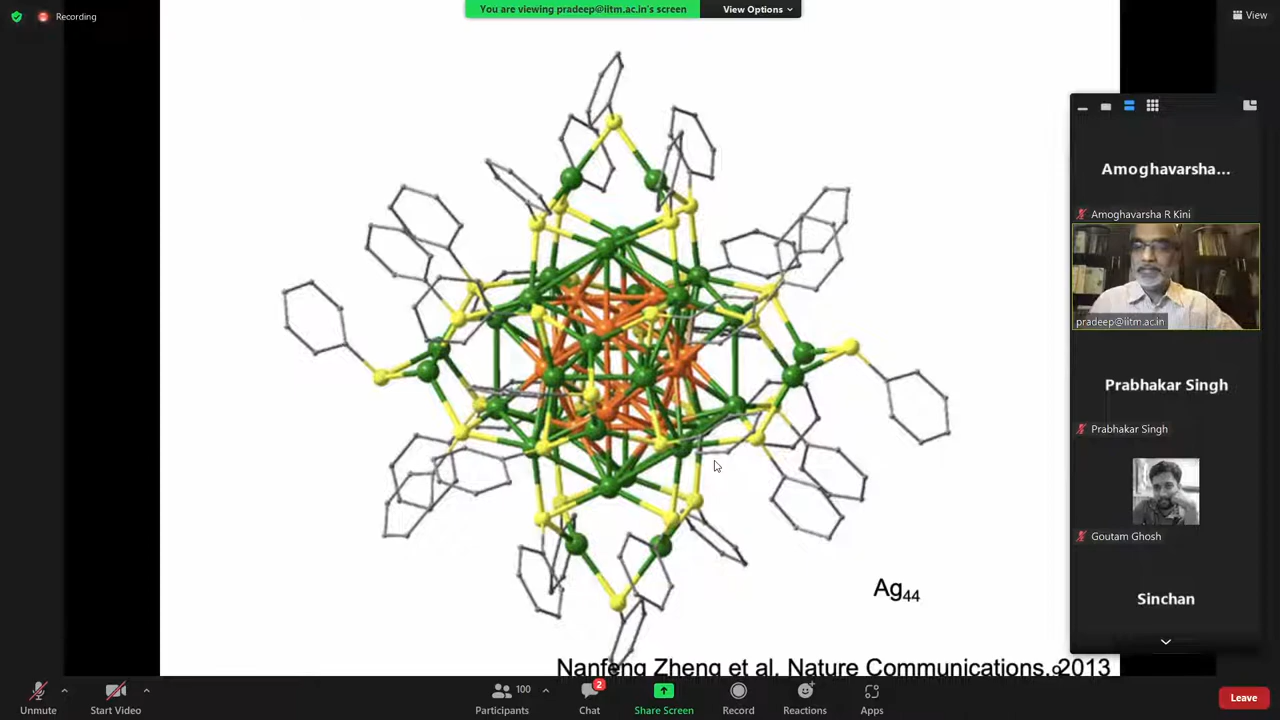 Recording
You are viewing pradeep@iitm.ac.in's screen
View Options
View
Amoghavarsha...
Amoghavarsha R Kini
pradeep@iitm.ac.in
Prabhakar Singh
Prabhakar Singh
Goutam Ghosh
Sinchan
Ag44
Nanfeng Zheng et al. Nature Communications, 2013
Unmute
Start Video
Participants
100
Chat
2
Share Screen
Record
Reactions
Apps
Leave